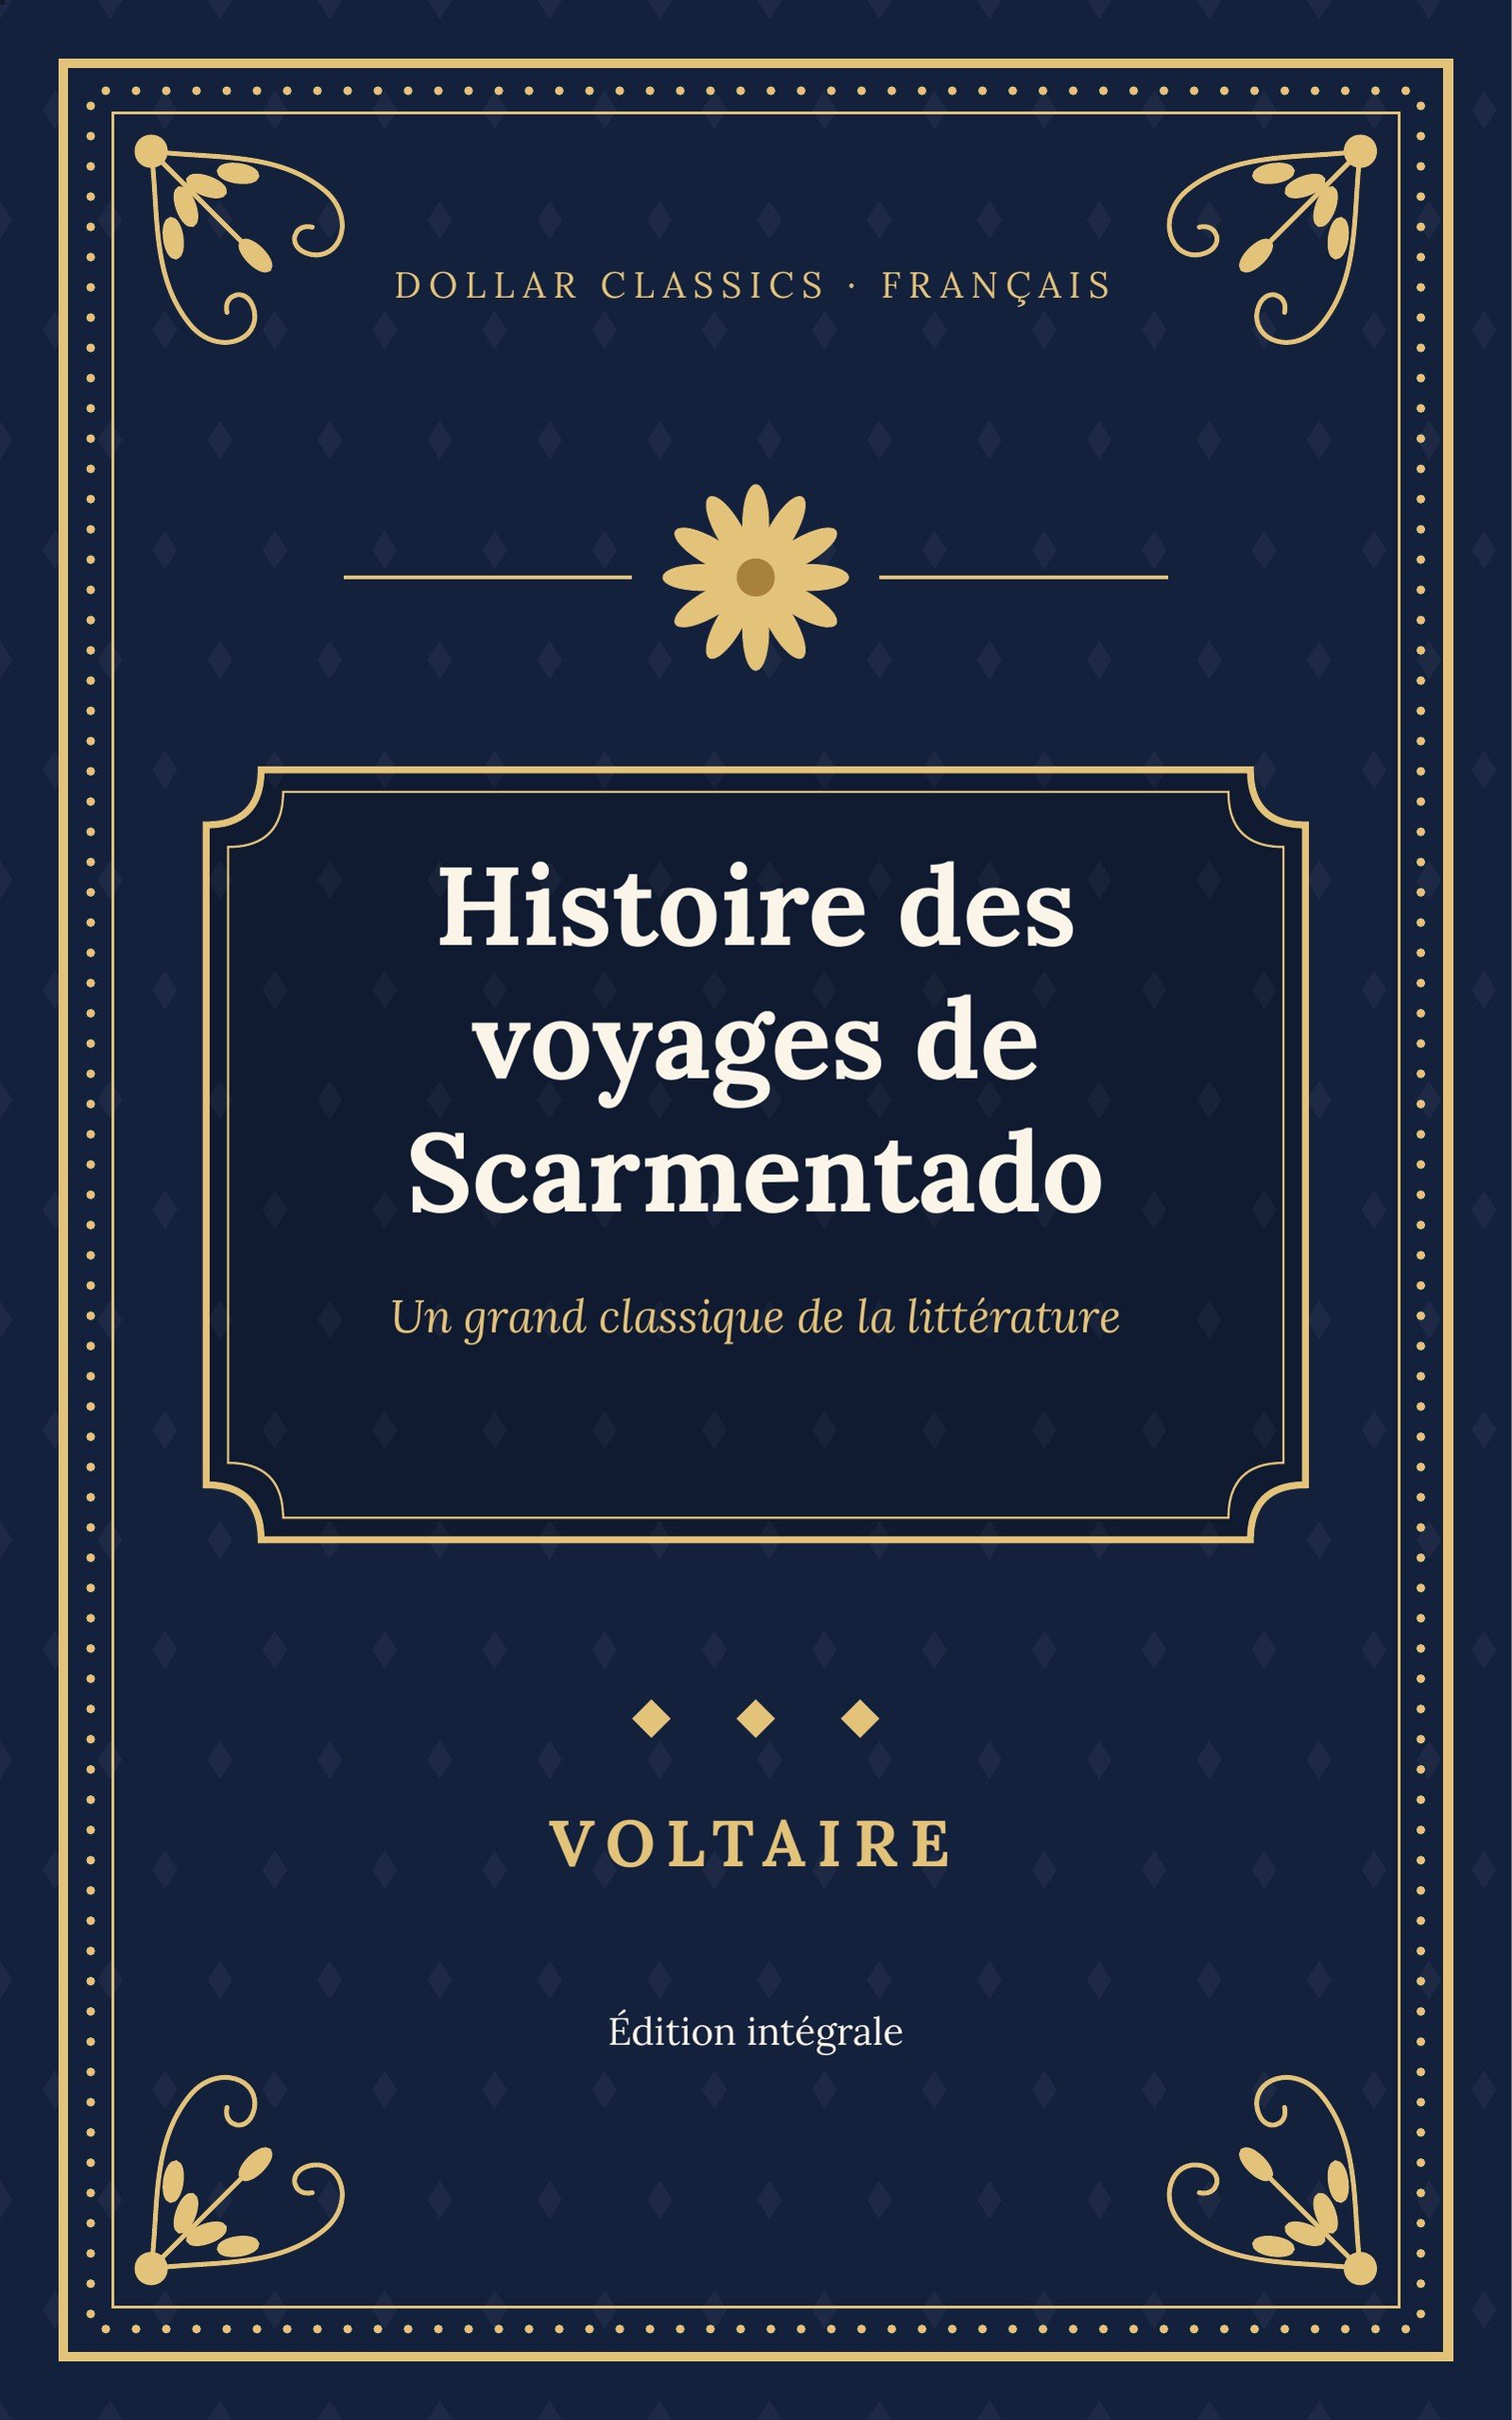 DOLLAR CLASSICS · FRANÇAIS
Histoire des
voyages de
Scarmentado
Un grand classique de la littérature
VOLTAIRE
Édition intégrale